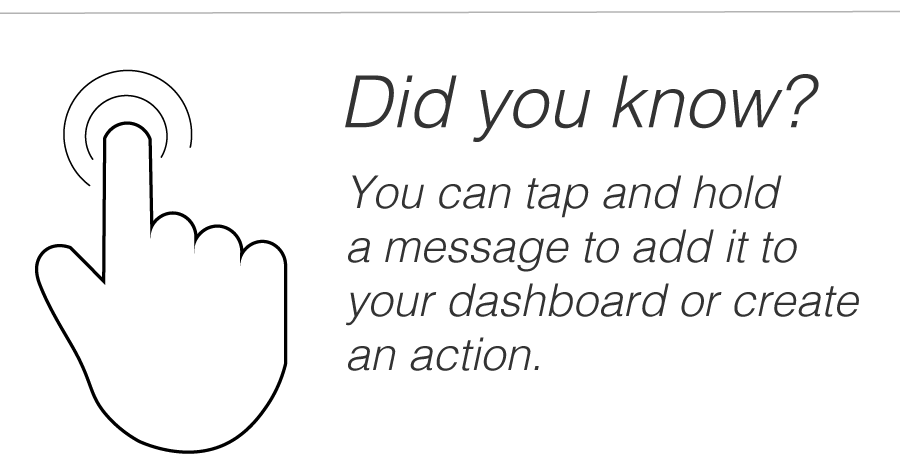 Did you know?
You can tap and hold
a message to add it to
your dashboard or create
an action.